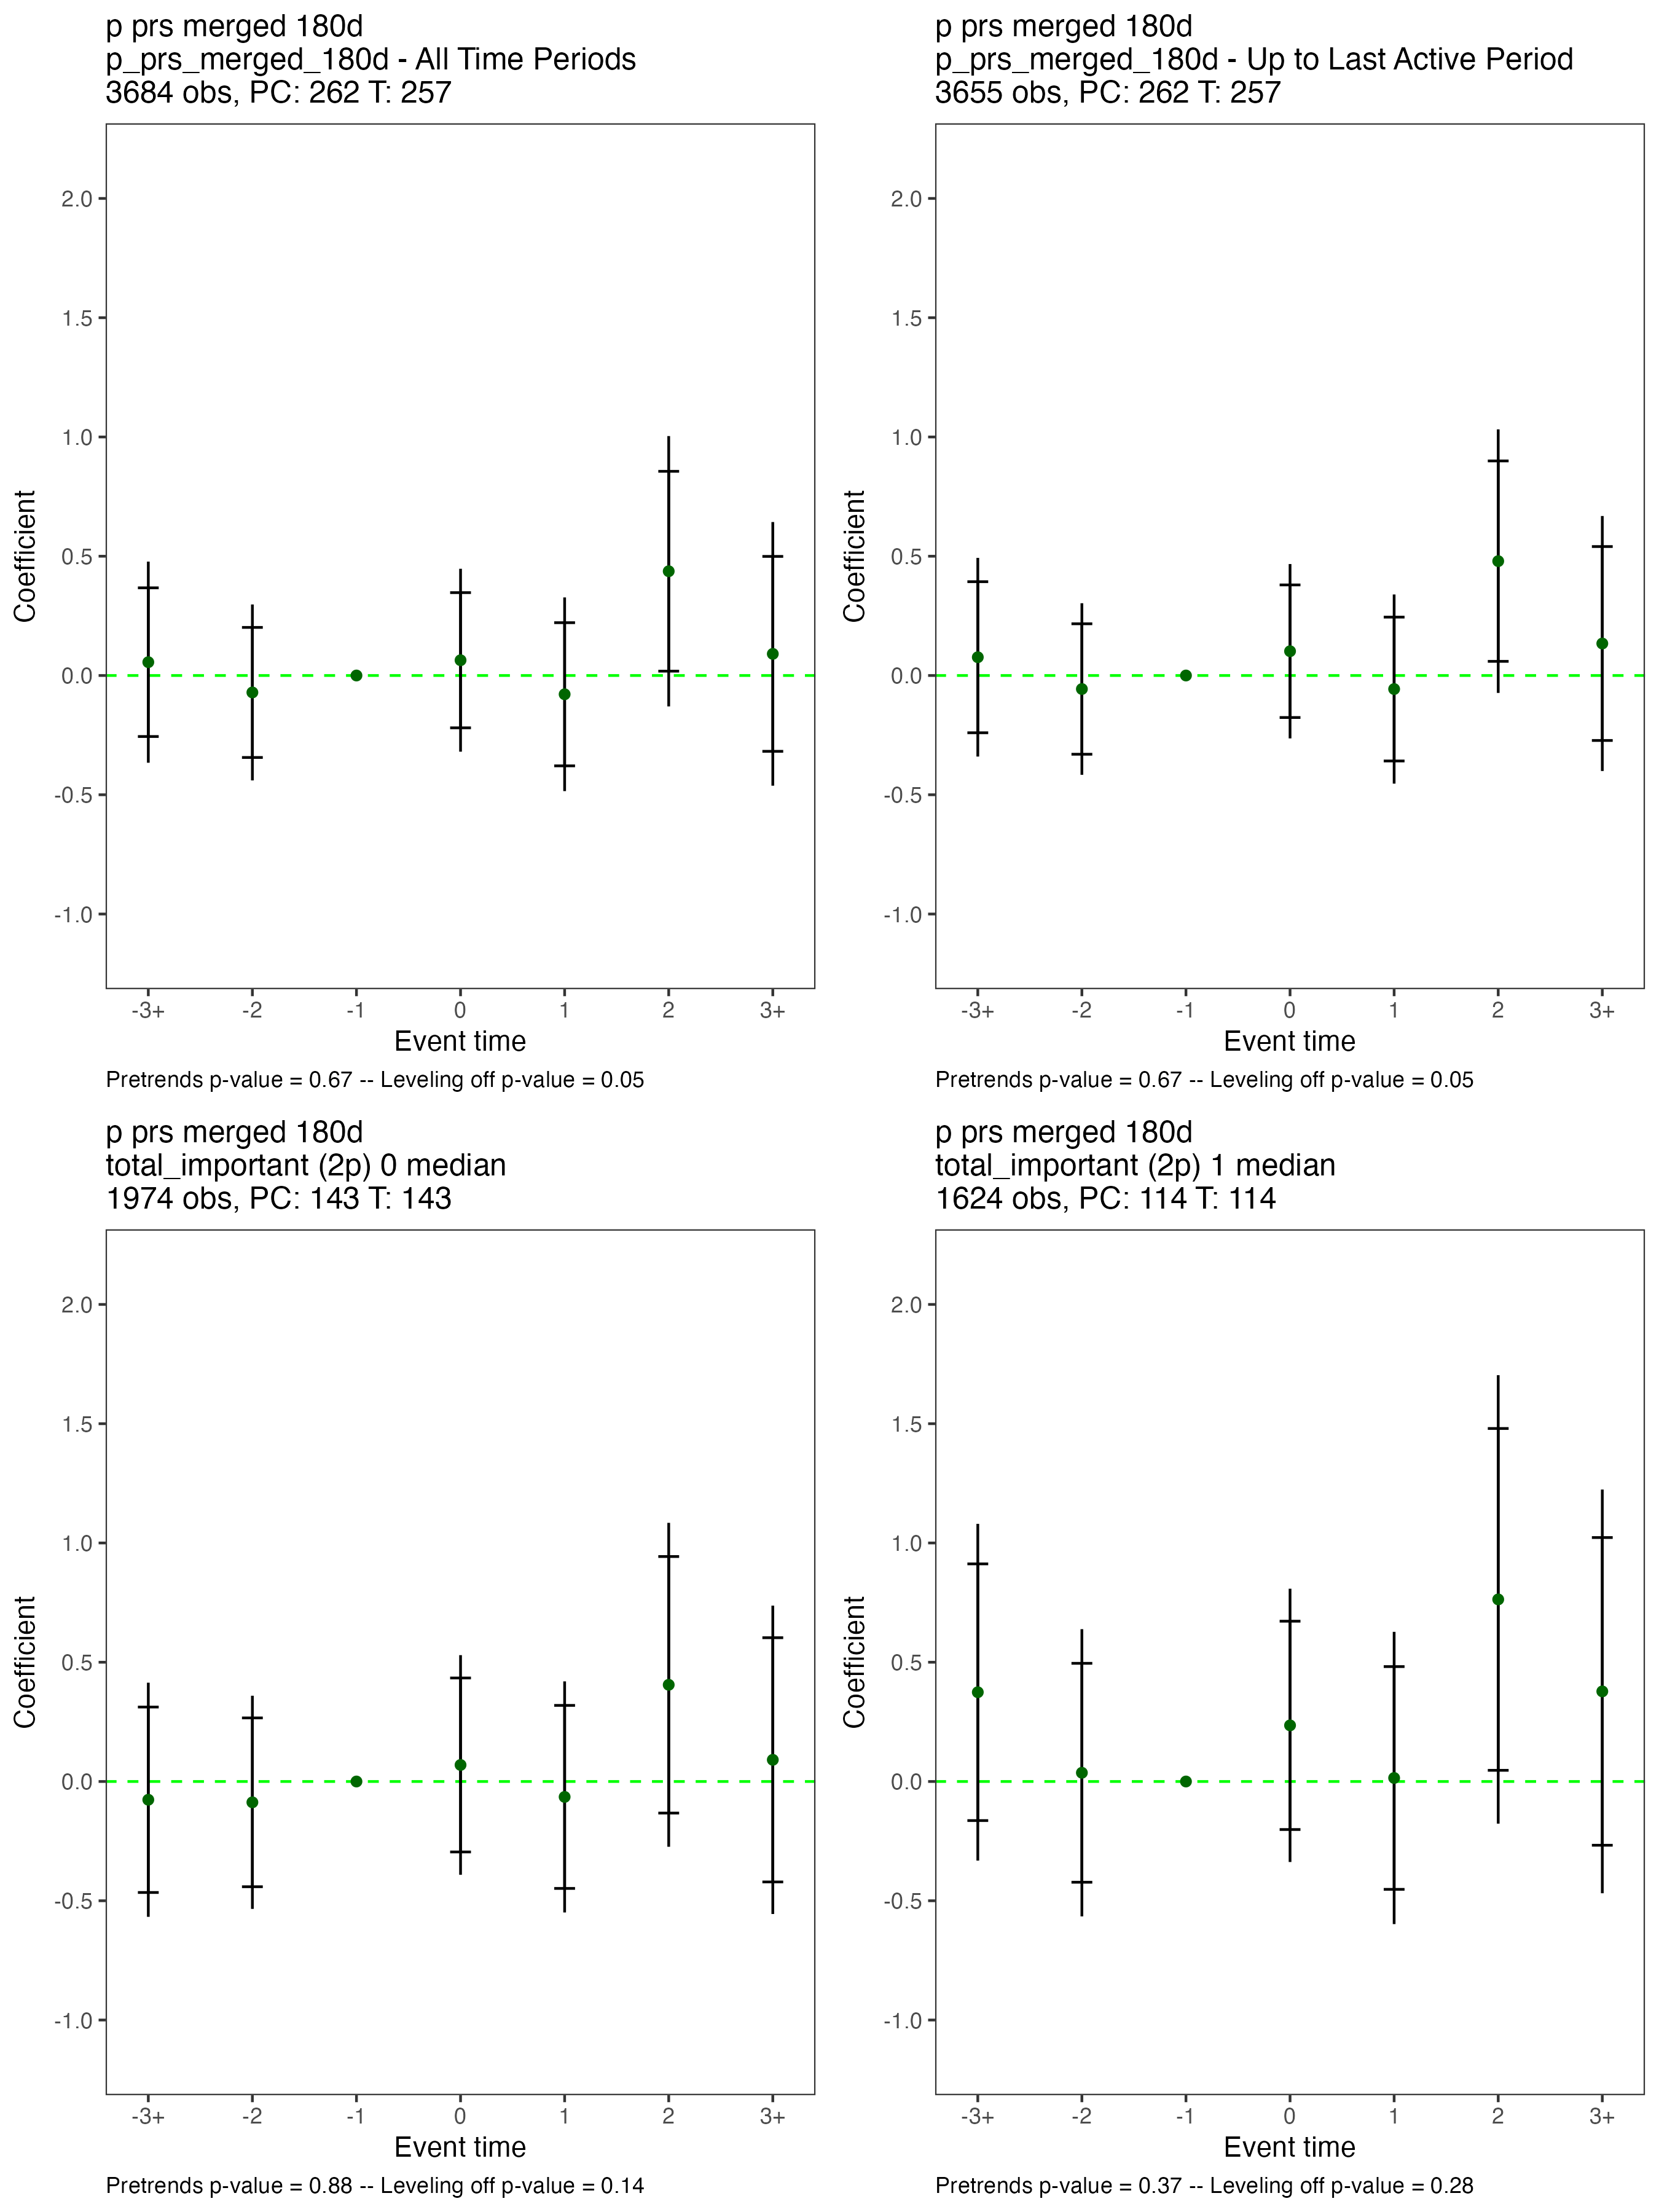 p prs merged 180d
p_prs_merged_180d - All Time Periods
3684 obs, PC: 262 T: 257
Coefficient
2.0
1.5
1.0
0.5
0.0
-0.5
-1.0
-3+ -2 -1 0 1 2 3+
Event time
Pretrends p-value = 0.67 -- Leveling off p-value = 0.05
p prs merged 180d
p_prs_merged_180d - Up to Last Active Period
3655 obs, PC: 262 T: 257
Coefficient
2.0
1.5
1.0
0.5
0.0
-0.5
-1.0
-3+ -2 -1 0 1 2 3+
Event time
Pretrends p-value = 0.67 -- Leveling off p-value = 0.05
p prs merged 180d
total_important (2p) 0 median
1974 obs, PC: 143 T: 143
Coefficient
2.0
1.5
1.0
0.5
0.0
-0.5
-1.0
-3+ -2 -1 0 1 2 3+
Event time
Pretrends p-value = 0.88 -- Leveling off p-value = 0.14
p prs merged 180d
total_important (2p) 1 median
1624 obs, PC: 114 T: 114
Coefficient
2.0
1.5
1.0
0.5
0.0
-0.5
-1.0
-3+ -2 -1 0 1 2 3+
Event time
Pretrends p-value = 0.37 -- Leveling off p-value = 0.28